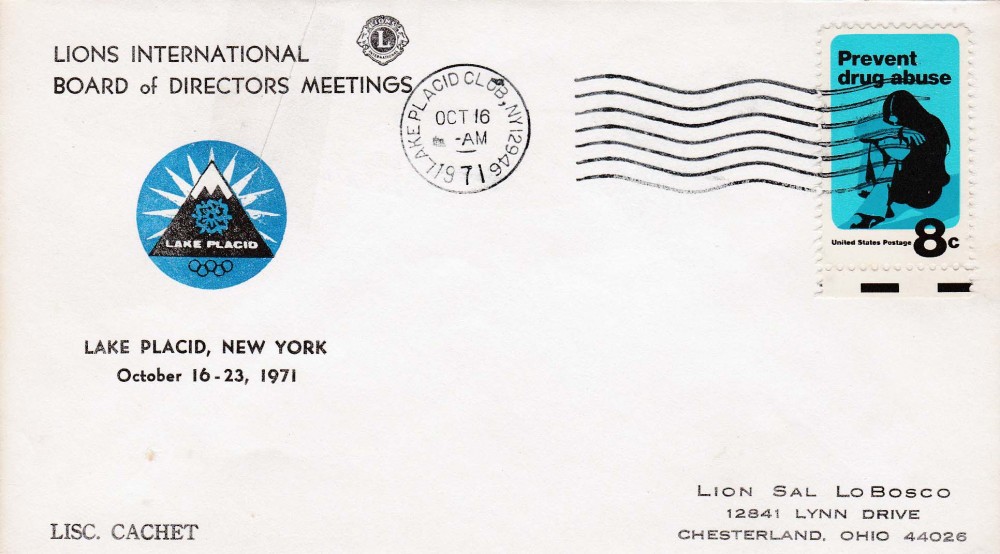 LIONS INTERNATIONAL
BOARD of DIRECTORS MEETINGS
LIONS
L
INTERNATIONAL
LAKE PLACID CLUB, NY 12946
OCT 16
-AM
1971
Prevent
drug abuse
United States Postage 8c
LAKE PLACID
LAKE PLACID, NEW YORK
October 16-23, 1971
LISC. CACHET
LION SAL LOBOSCO
12841 LYNN DRIVE
CHESTERLAND, OHIO 44026